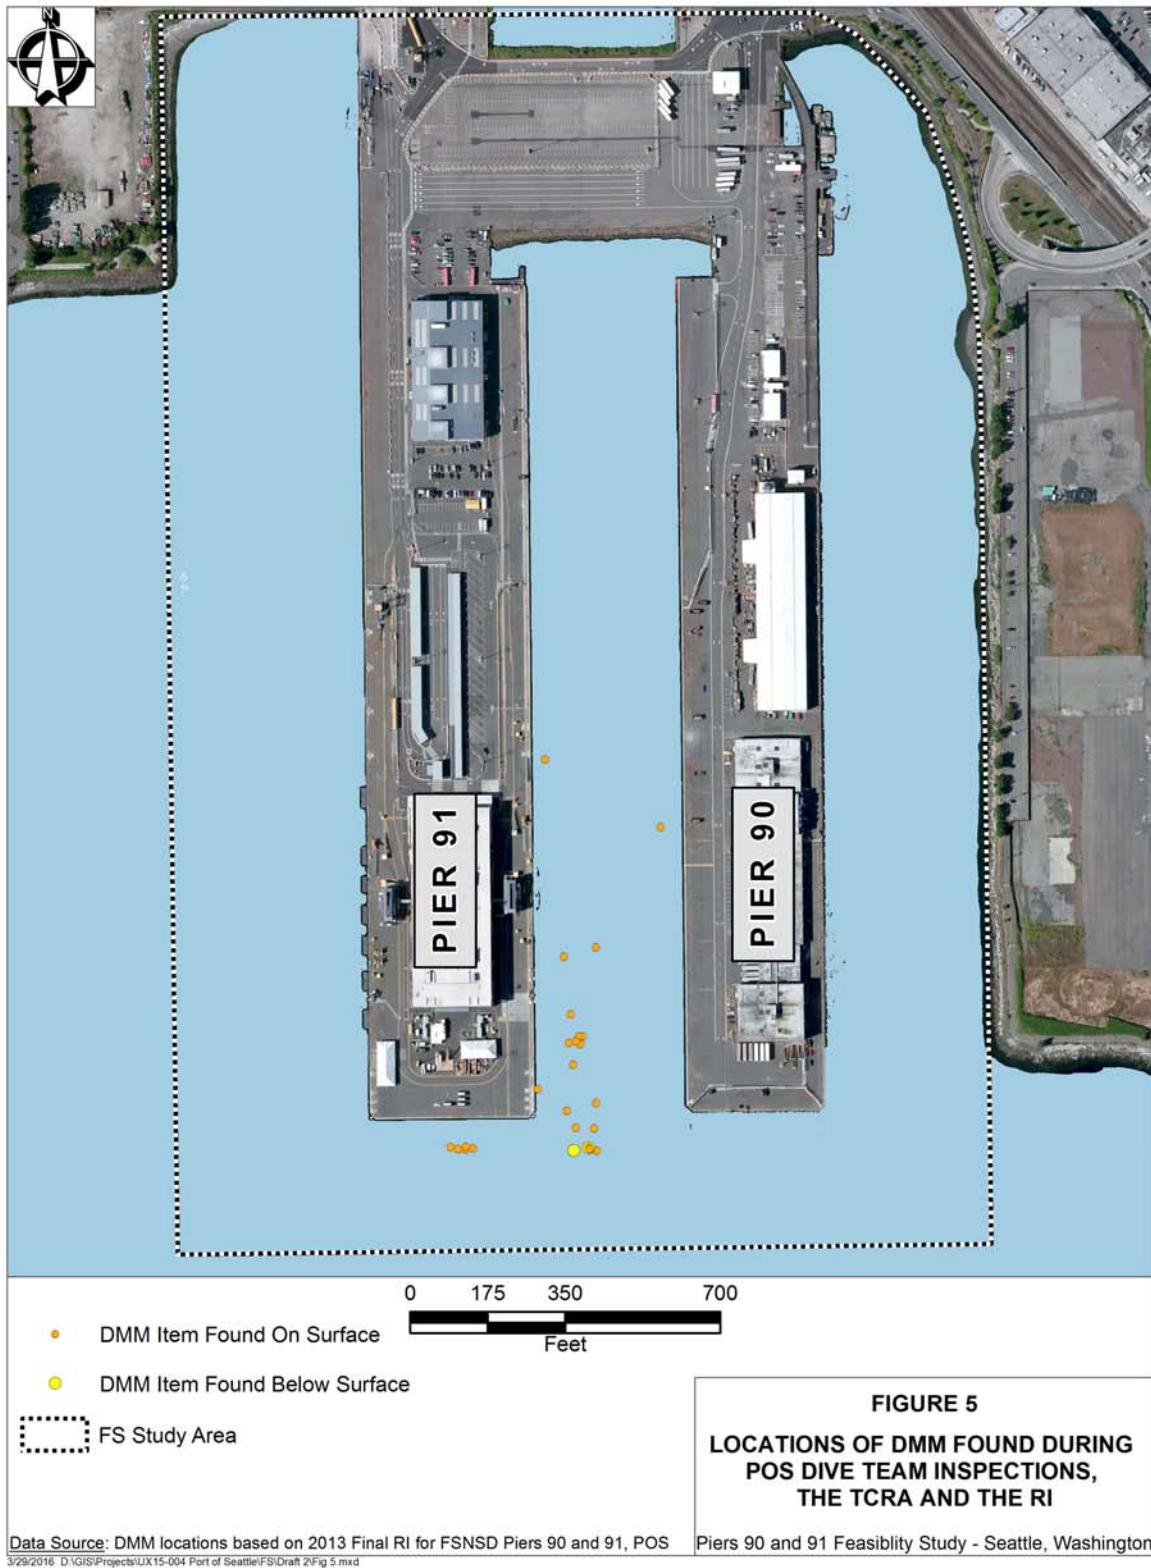 N
PIER 91
PIER 90
0 175 350 700
Feet
DMM Item Found On Surface
DMM Item Found Below Surface
FS Study Area
FIGURE 5
LOCATIONS OF DMM FOUND DURING
POS DIVE TEAM INSPECTIONS,
THE TCRA AND THE RI
Data Source: DMM locations based on 2013 Final RI for FSNSD Piers 90 and 91, POS
Piers 90 and 91 Feasiblity Study - Seattle, Washington
3/29/2016 D:\GIS\Projects\UX15-004 Port of Seattle\FS\Draft 2\Fig 5.mxd